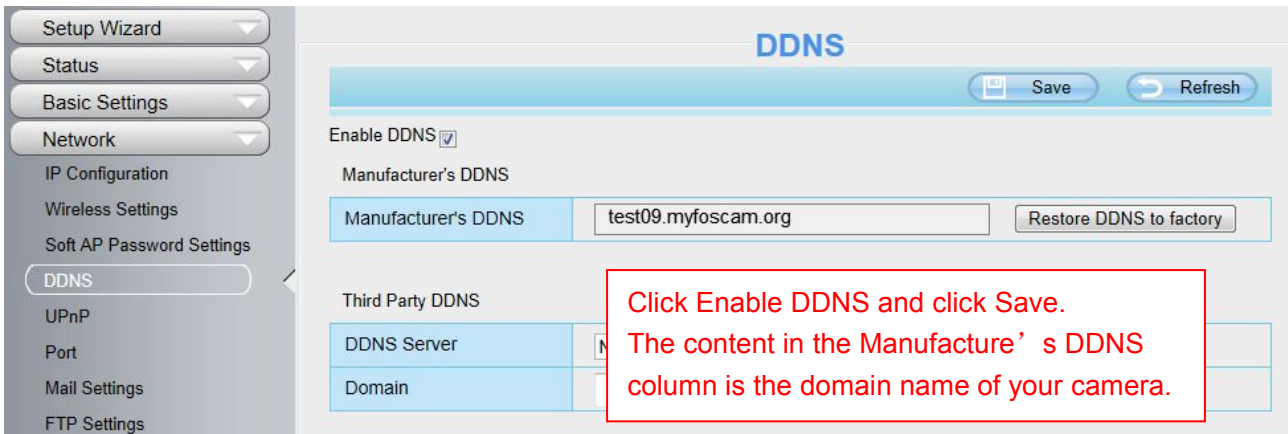 Setup Wizard
Status
Basic Settings
Network
IP Configuration
Wireless Settings
Soft AP Password Settings
DDNS
UPnP
Port
Mail Settings
FTP Settings
DDNS
Save Refresh
Enable DDNS
Manufacturer's DDNS
Manufacturer's DDNS test09.myfoscam.org Restore DDNS to factory
Third Party DDNS
DDNS Server
Domain
Click Enable DDNS and click Save.
The content in the Manufacture’s DDNS
column is the domain name of your camera.